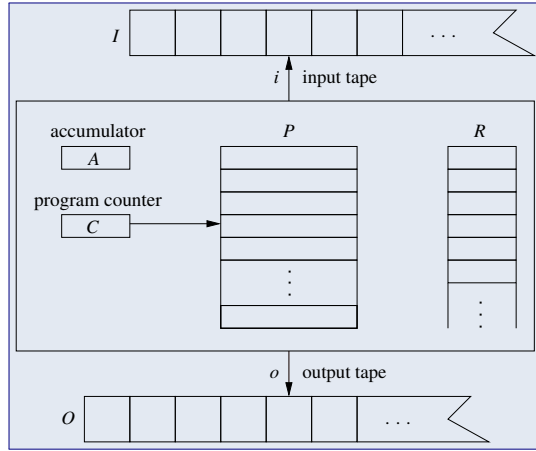 I
. . .
i input tape
accumulator
P
R
A
program counter
C
.
.
.
.
.
.
o output tape
O
. . .